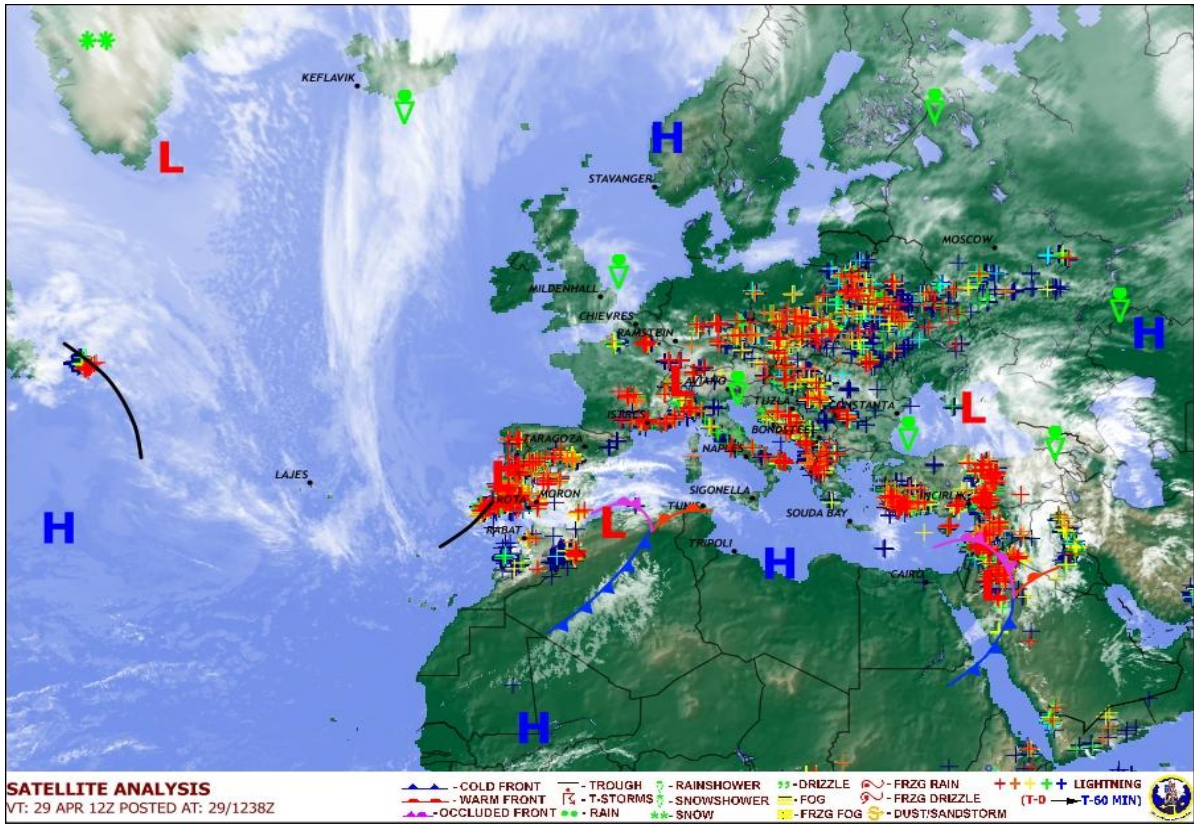 KEFLAVIK
L
H
STAVANGER
MOSCOW
MILDENHALL
CHIEVRES
RAMSTEIN
H
L
AVIANO
L
ISTRES
TUZLA
CONSTANTA
BONDSTEEL
ZARAGOZA
NAPLES
LAJES
L
ROTA
MORON
SIGONELLA
INCIRLIK
TUNIS
H
RABAT
L
SOUDA BAY
TRIPOLI
H
CAIRO
L
H
SATELLITE ANALYSIS
VT: 29 APR 12Z POSTED AT: 29/1238Z
- COLD FRONT
- WARM FRONT
- OCCLUDED FRONT
- TROUGH
- T-STORMS
- RAIN
- RAINSHOWER
- SNOWSHOWER
- SNOW
- DRIZZLE
- FOG
- FRZG FOG
- FRZG RAIN
- FRZG DRIZZLE
- DUST/SANDSTORM
LIGHTNING
(T-0 T-60 MIN)